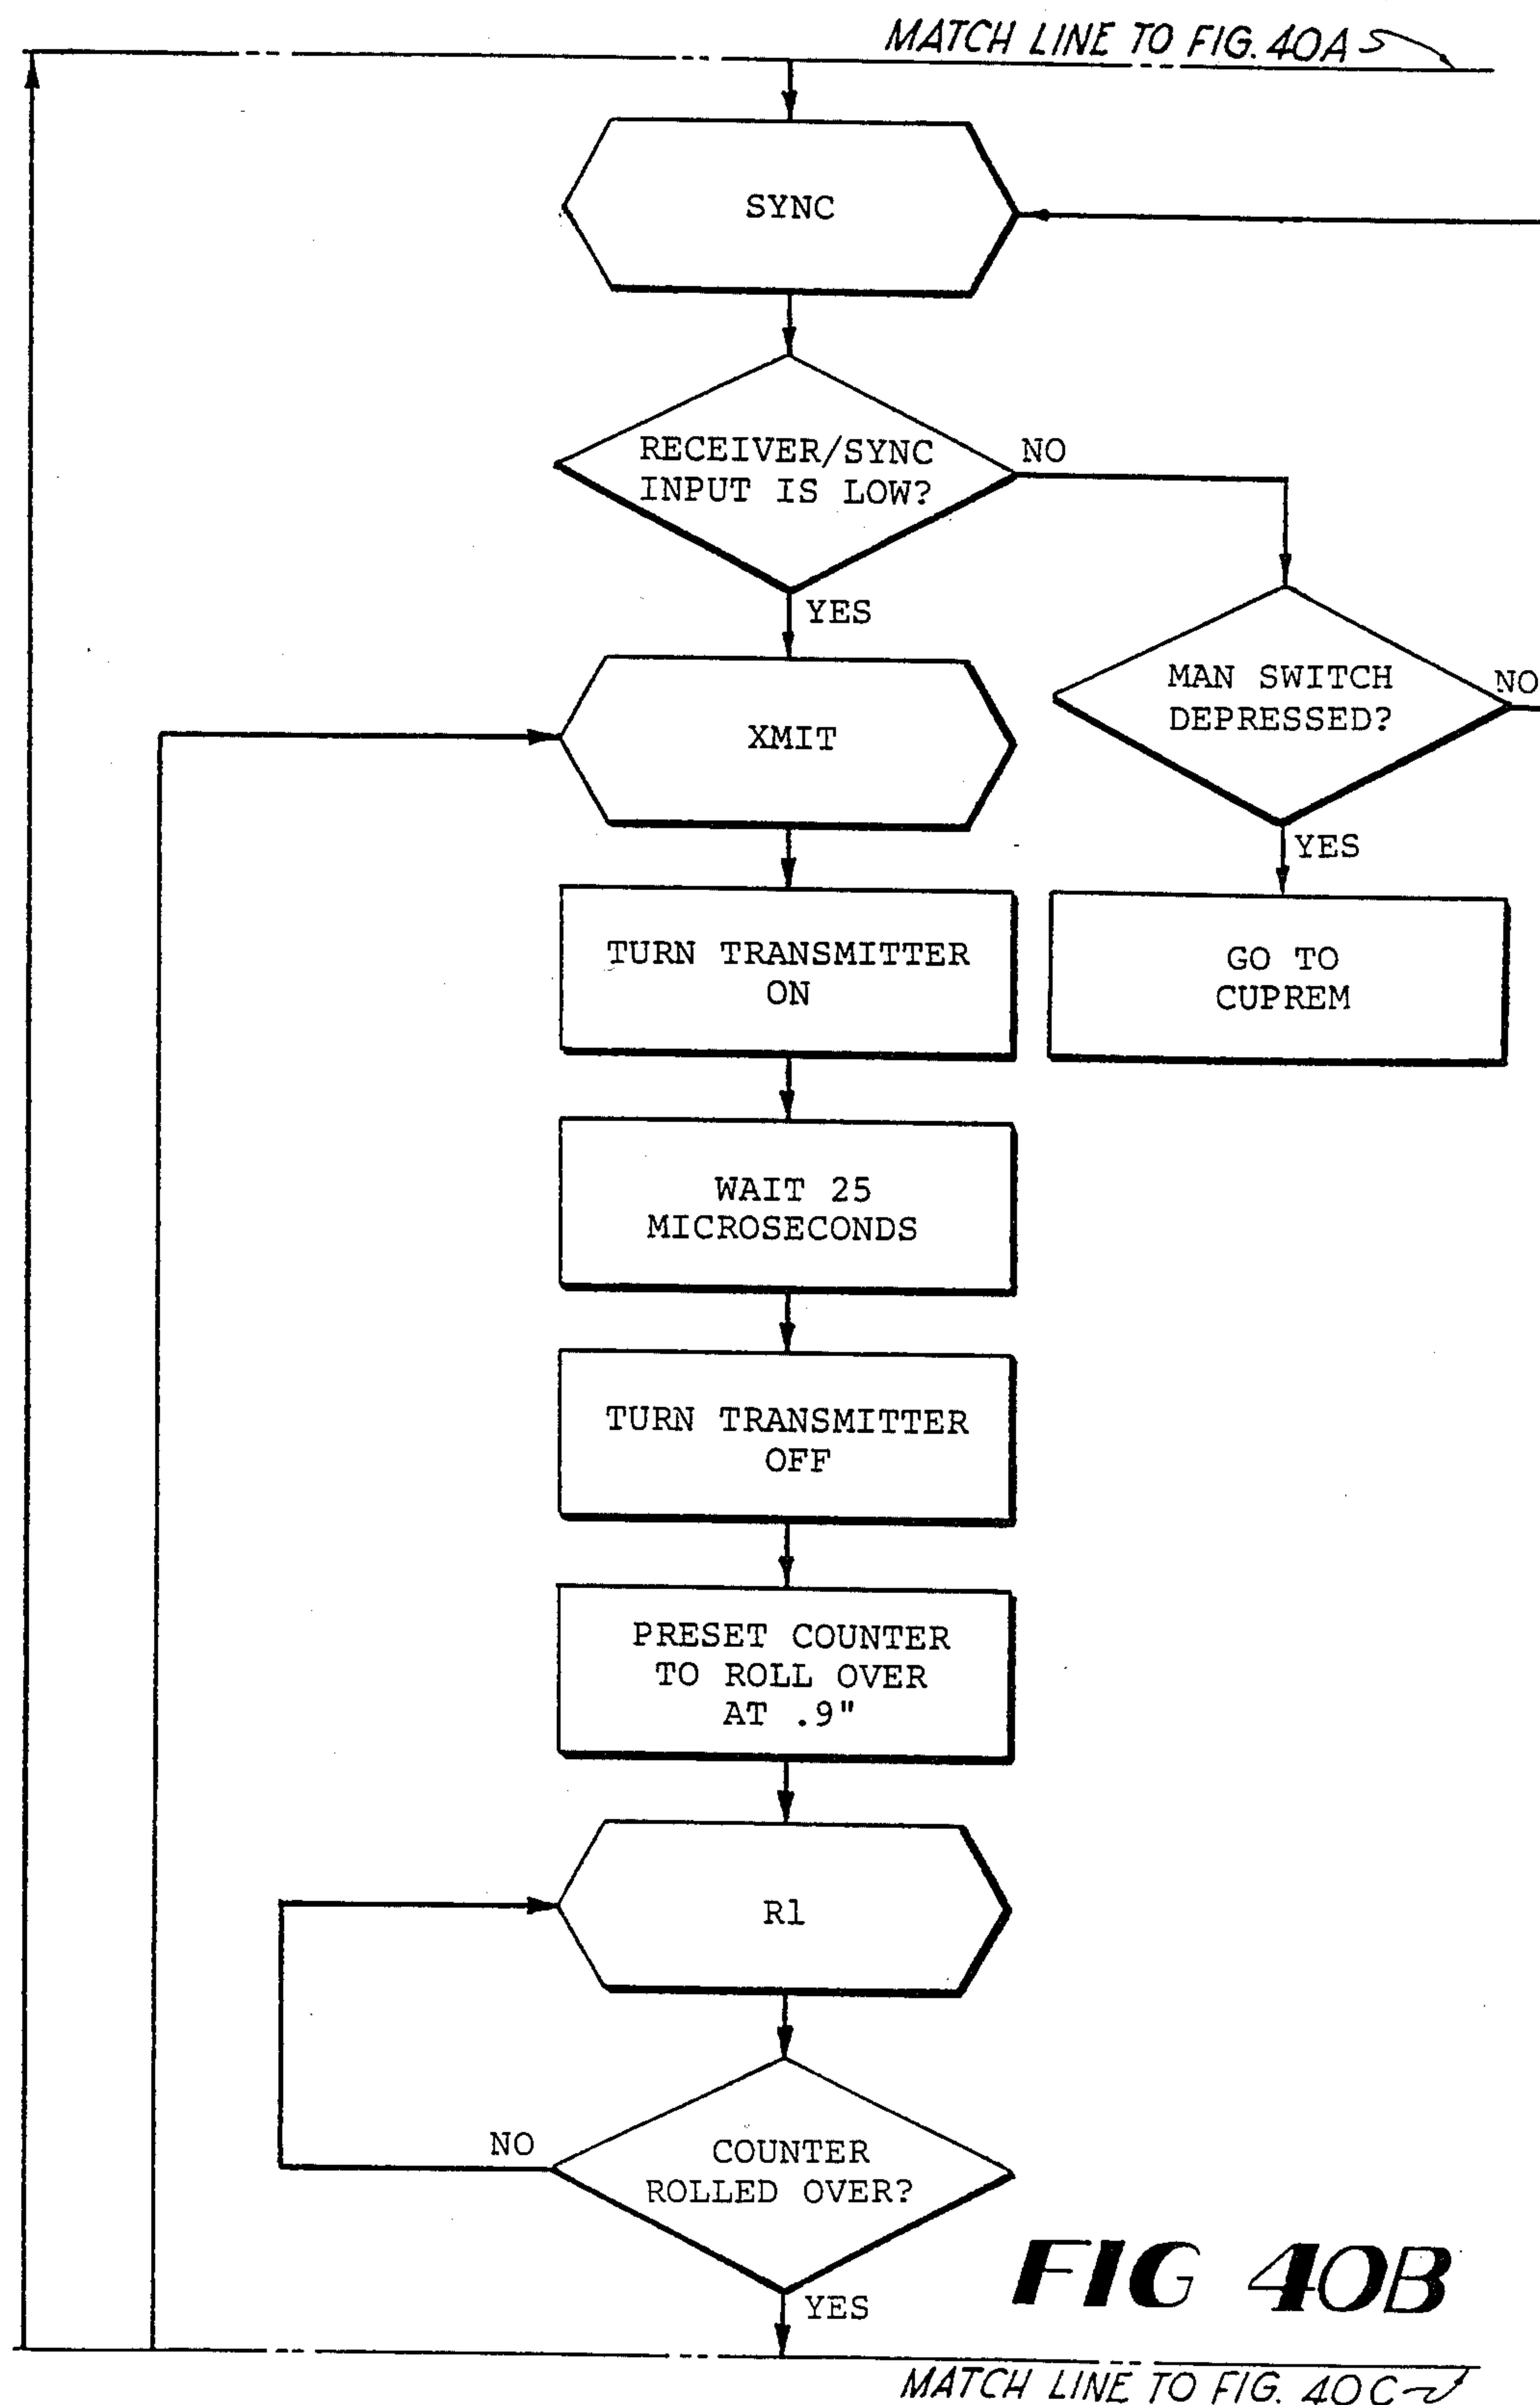 MATCH LINE TO FIG. 40A
SYNC
RECEIVER/SYNC
INPUT IS LOW?
NO
YES
MAN SWITCH
DEPRESSED?
NO
YES
GO TO
CUPREM
XMIT
TURN TRANSMITTER
ON
WAIT 25
MICROSECONDS
TURN TRANSMITTER
OFF
PRESET COUNTER
TO ROLL OVER
AT .9"
R1
COUNTER
ROLLED OVER?
NO
YES
FIG 40B
MATCH LINE TO FIG. 40C